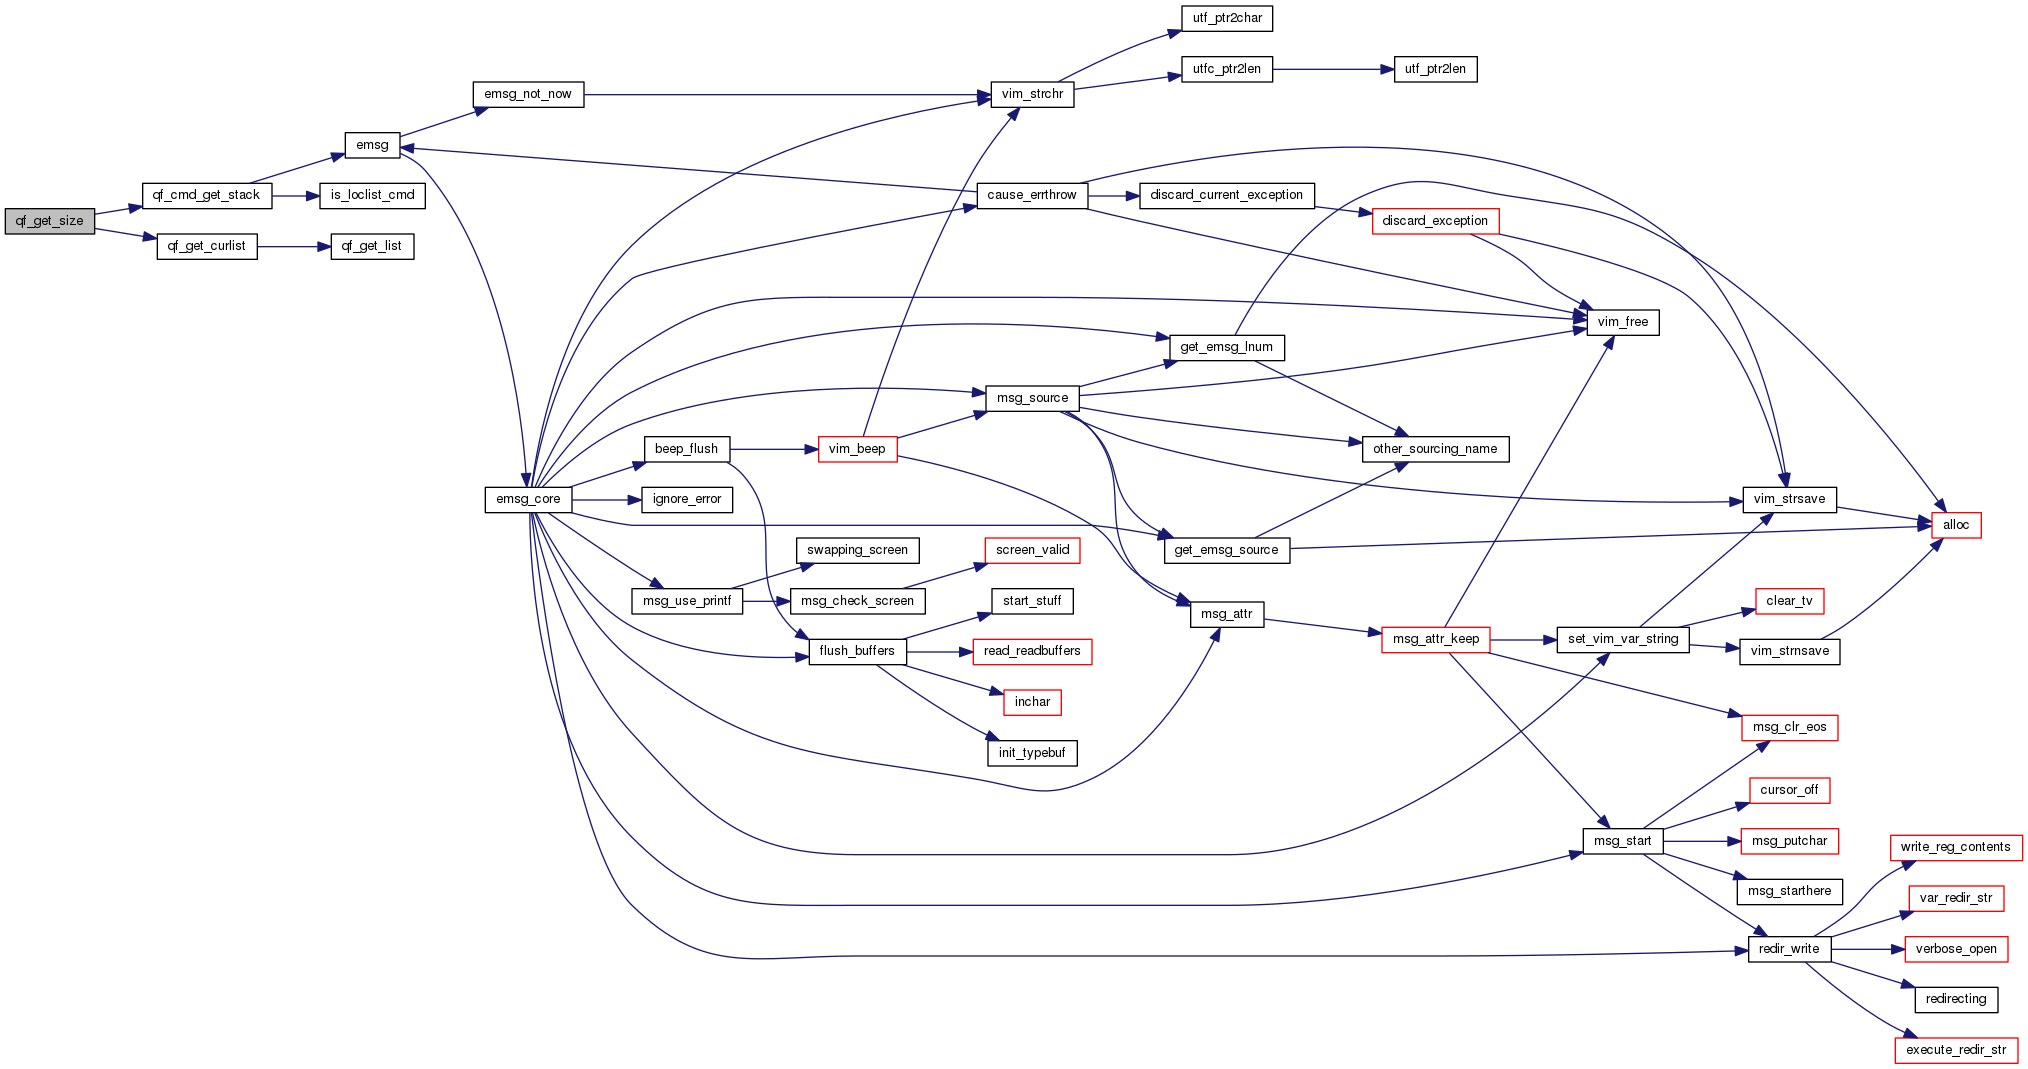 qf_get_size
qf_cmd_get_stack
qf_get_curlist
emsg
is_loclist_cmd
qf_get_list
emsg_not_now
emsg_core
beep_flush
ignore_error
msg_use_printf
vim_beep
swapping_screen
msg_check_screen
flush_buffers
vim_strchr
cause_errthrow
msg_source
screen_valid
start_stuff
read_readbuffers
inchar
init_typebuf
utf_ptr2char
utfc_ptr2len
discard_current_exception
get_emsg_lnum
get_emsg_source
msg_attr
utf_ptr2len
discard_exception
other_sourcing_name
msg_attr_keep
vim_free
set_vim_var_string
msg_start
vim_strsave
clear_tv
vim_strnsave
msg_clr_eos
cursor_off
msg_putchar
msg_starthere
redir_write
alloc
write_reg_contents
var_redir_str
verbose_open
redirecting
execute_redir_str